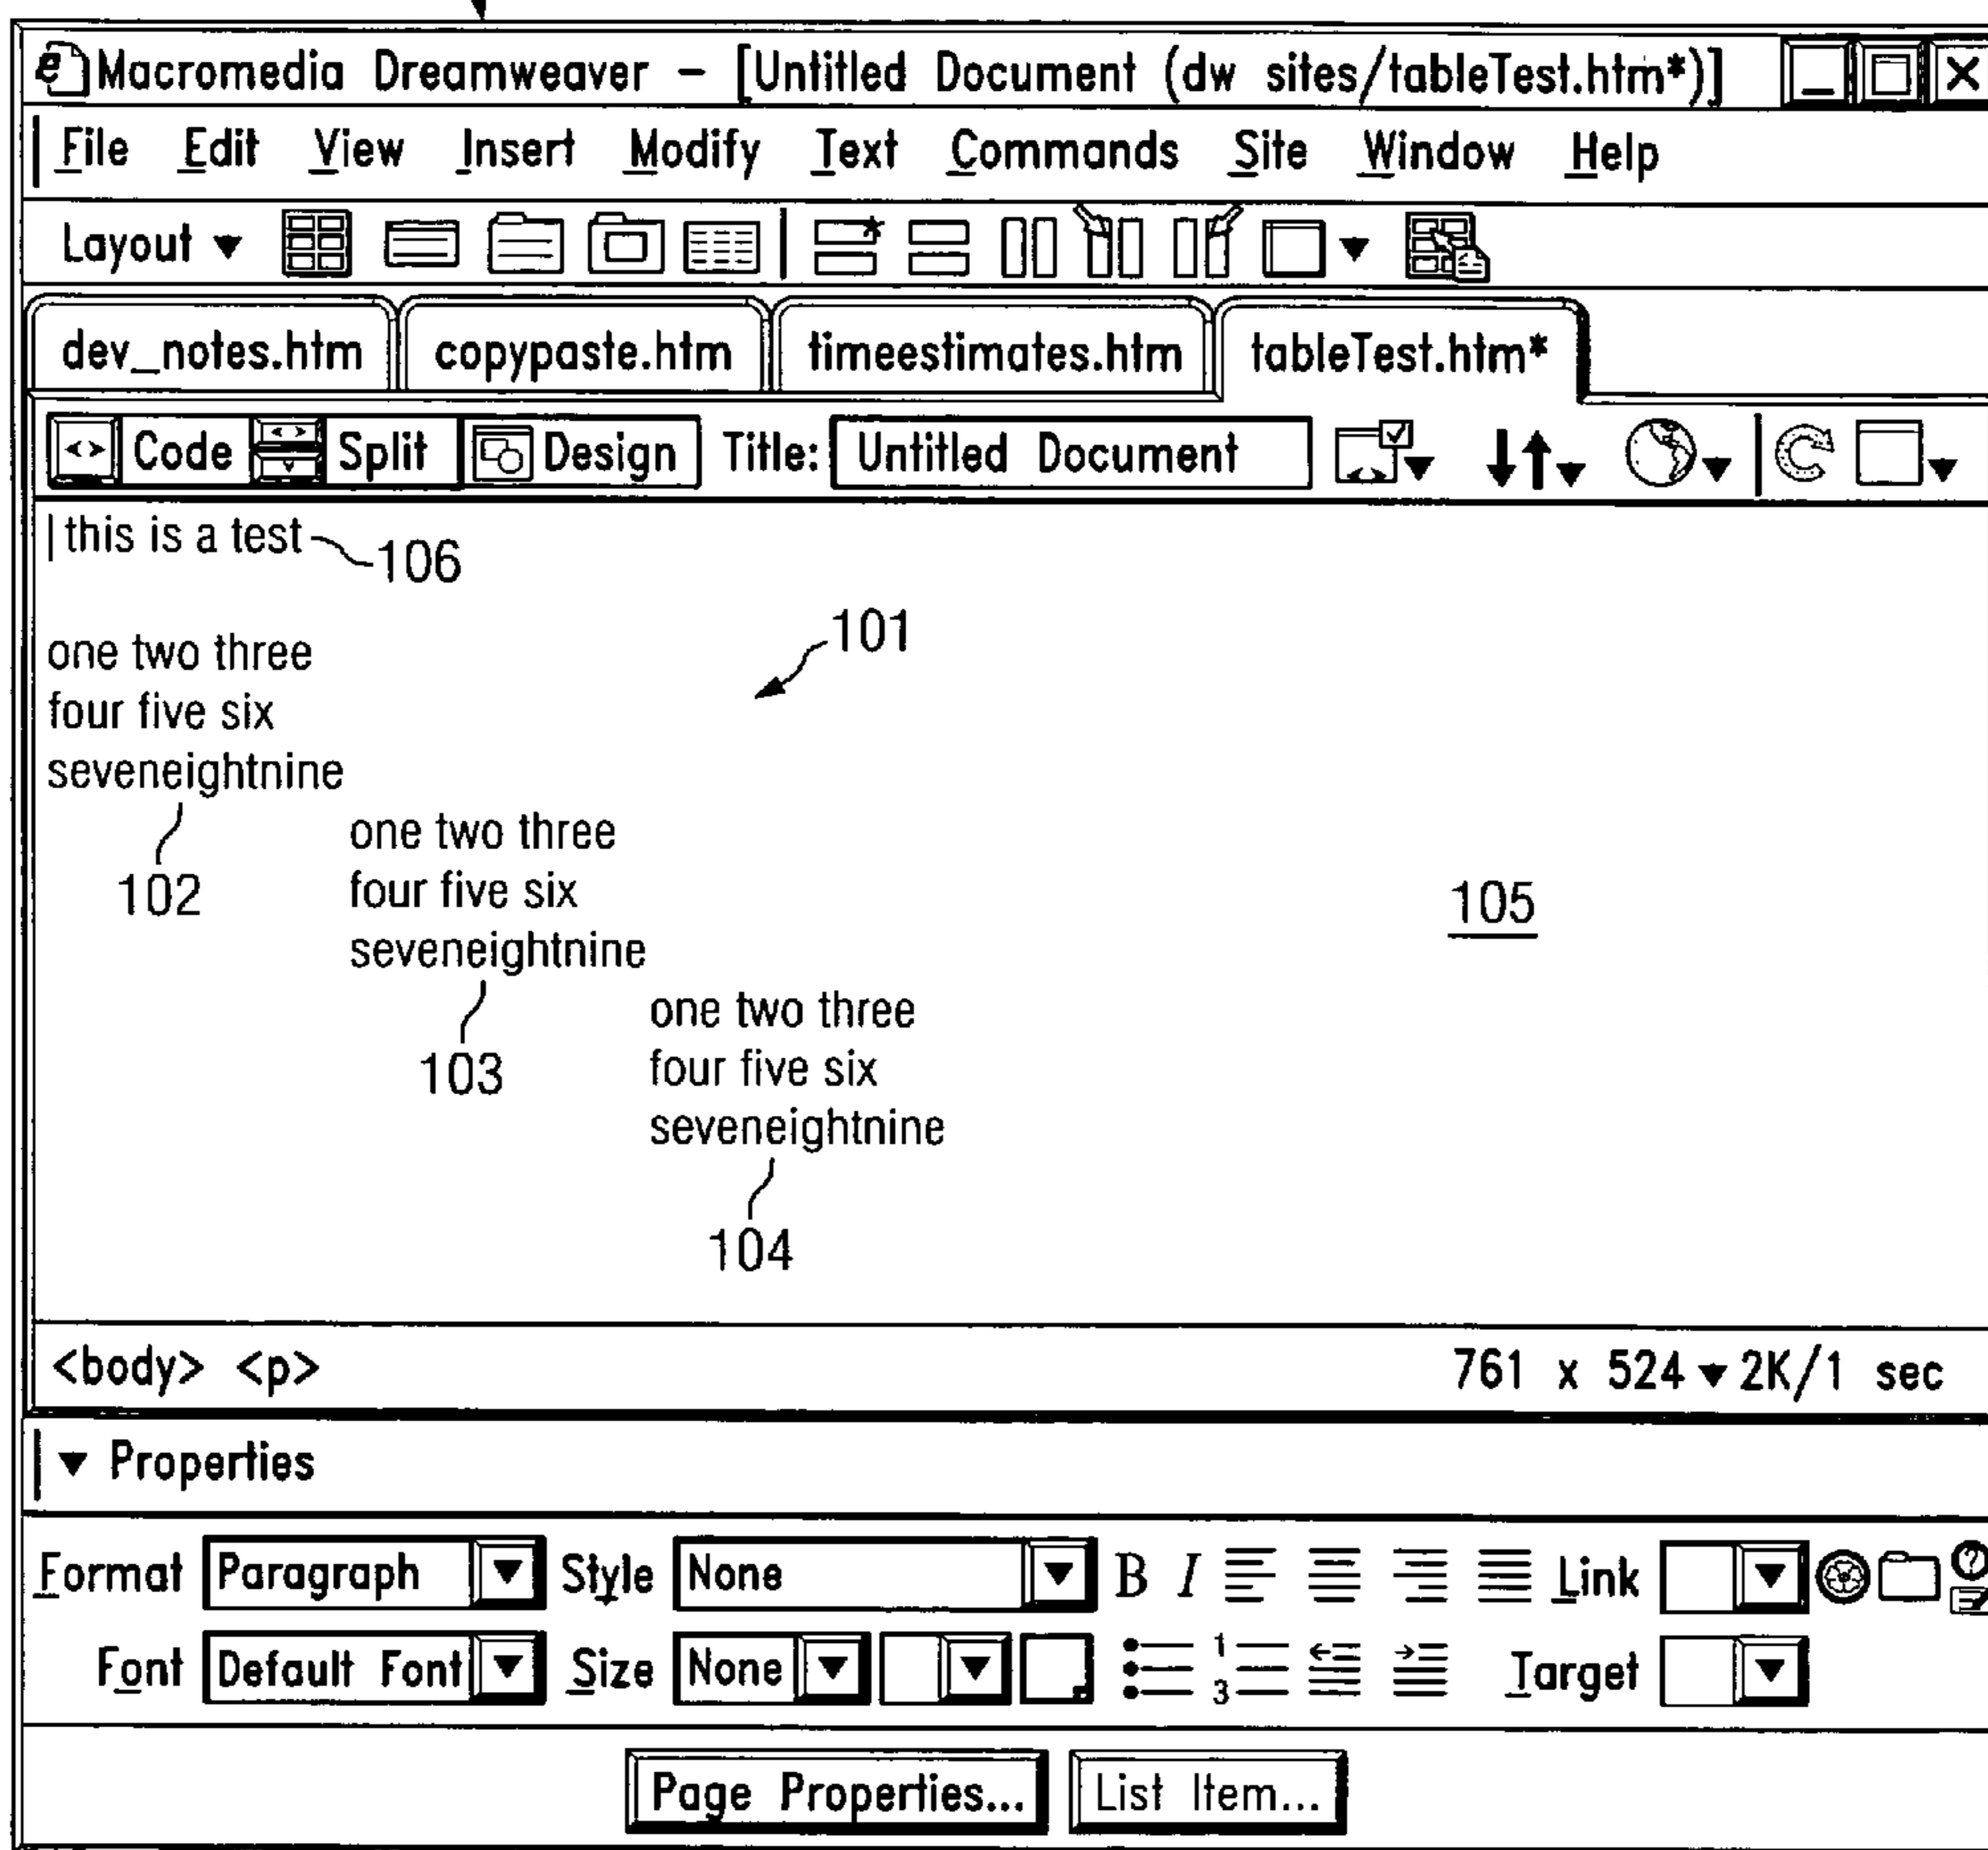 Macromedia Dreamweaver – [Untitled Document (dw sites/tableTest.htm*)]
File Edit View Insert Modify Text Commands Site Window Help
Layout
dev_notes.htm copypaste.htm timeestimates.htm tableTest.htm*
Code Split Design Title: Untitled Document
this is a test 106
101
one two three
four five six
seveneightnine
102
one two three
four five six
seveneightnine
103
105
one two three
four five six
seveneightnine
104
<body> <p> 761 x 524 2K/1 sec
Properties
Format Paragraph Style None B I Link
Font Default Font Size None 1 3 Target
Page Properties... List Item...